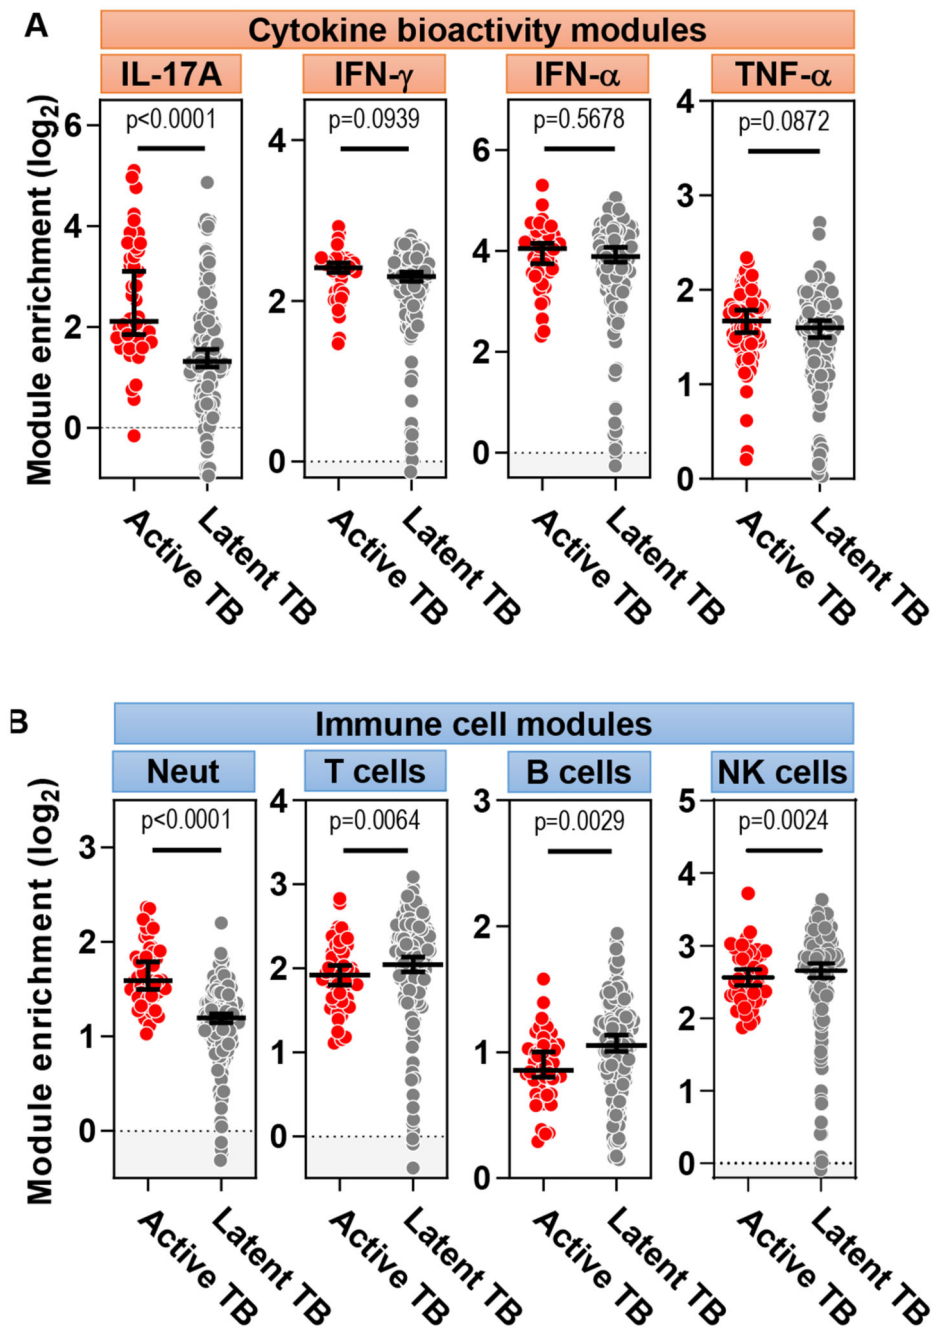 A
Cytokine bioactivity modules
IL-17A IFN-γ IFN-α TNF-α
Module enrichment (log2)
p<0.0001 p=0.0939 p=0.5678 p=0.0872
6
4
2
0
4
2
0
6
4
2
0
4
3
2
1
0
Active TB Latent TB Active TB Latent TB Active TB Latent TB Active TB Latent TB
B
Immune cell modules
Neut T cells B cells NK cells
Module enrichment (log2)
p<0.0001 p=0.0064 p=0.0029 p=0.0024
3
2
1
0
4
3
2
1
0
3
2
1
0
5
4
3
2
1
0
Active TB Latent TB Active TB Latent TB Active TB Latent TB Active TB Latent TB